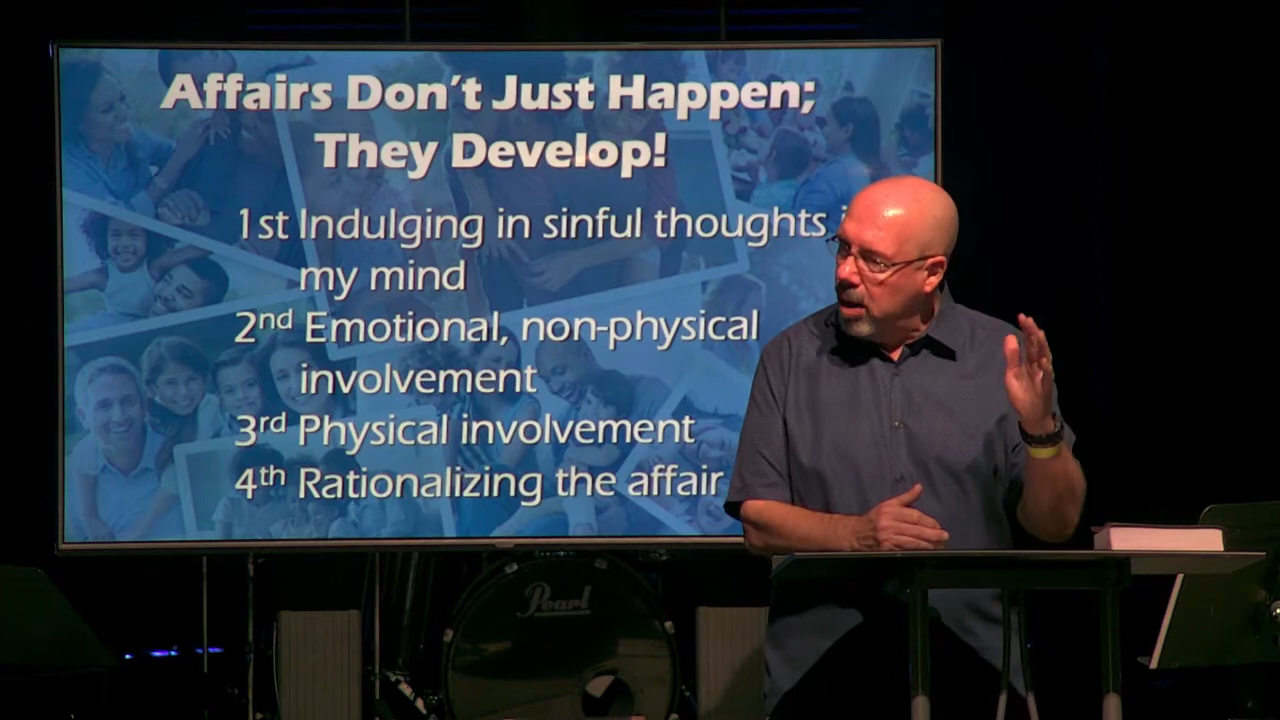 Affairs Don't Just Happen;
They Develop!
1st Indulging in sinful thoughts
my mind
2nd Emotional, non-physical
involvement
3rd Physical involvement
4th Rationalizing the affair
Pearl